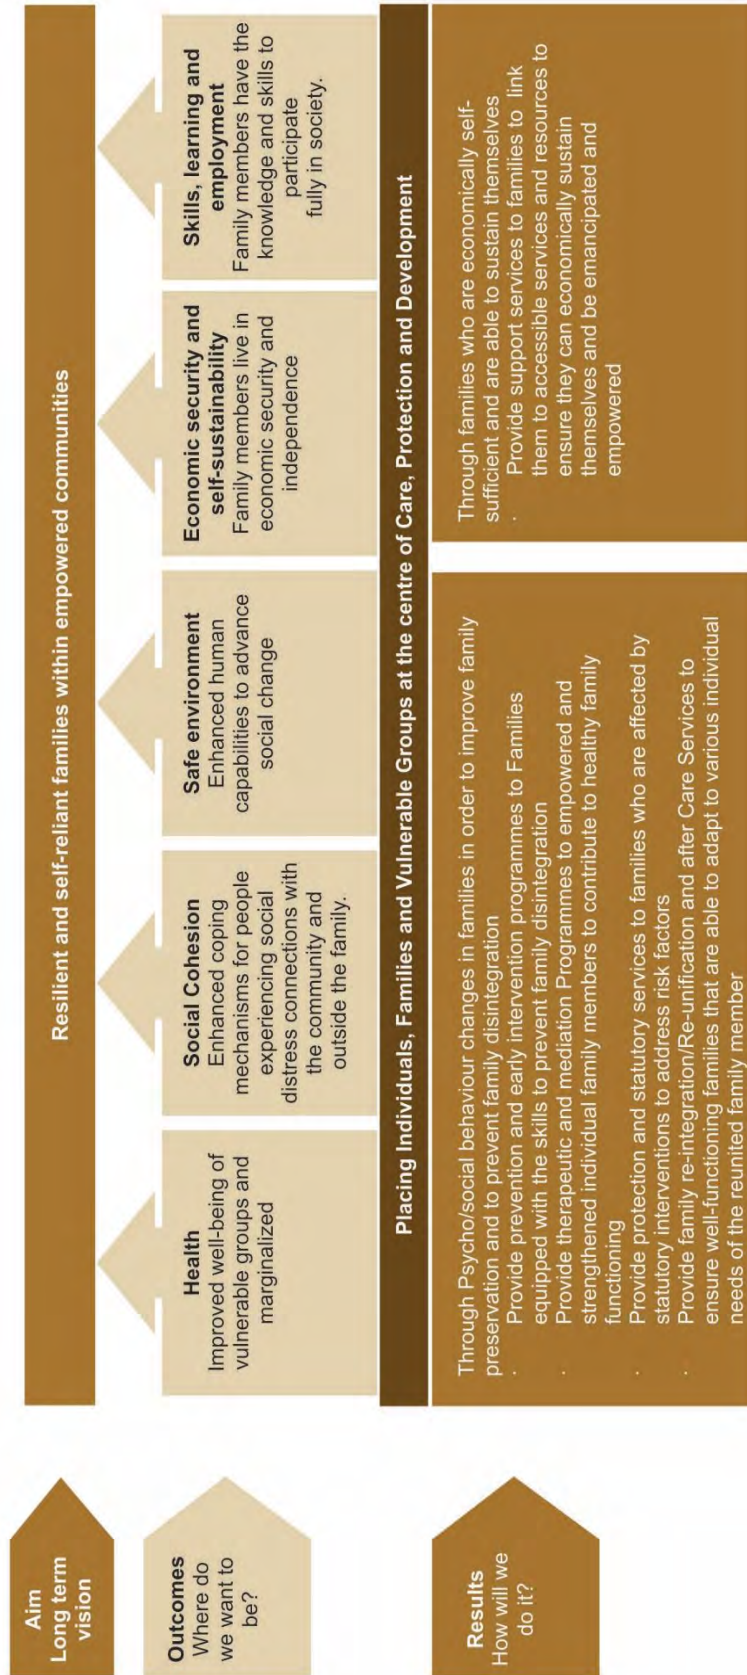 Aim
Long term
vision
Resilient and self-reliant families within empowered communities
Outcomes
Where do
we want to
be?
Health
Improved well-being of
vulnerable groups and
marginalized
Social Cohesion
Enhanced coping
mechanisms for people
experiencing social
distress connections with
the community and
outside the family.
Safe environment
Enhanced human
capabilities to advance
social change
Economic security and
self-sustainability
Family members live in
economic security and
independence
Skills, learning and
employment
Family members have the
knowledge and skills to
participate
fully in society.
Placing Individuals, Families and Vulnerable Groups at the centre of Care, Protection and Development
Results
How will we
do it?
Through Psycho/social behaviour changes in families in order to improve family
preservation and to prevent family disintegration
· Provide prevention and early intervention programmes to Families
equipped with the skills to prevent family disintegration
· Provide therapeutic and mediation Programmes to empowered and
strengthened individual family members to contribute to healthy family
functioning
· Provide protection and statutory services to families who are affected by
statutory interventions to address risk factors
· Provide family re-integration/Re-unification and after Care Services to
ensure well-functioning families that are able to adapt to various individual
needs of the reunited family member
Through families who are economically self-
sufficient and are able to sustain themselves
· Provide support services to families to link
them to accessible services and resources to
ensure they can economically sustain
themselves and be emancipated and
empowered